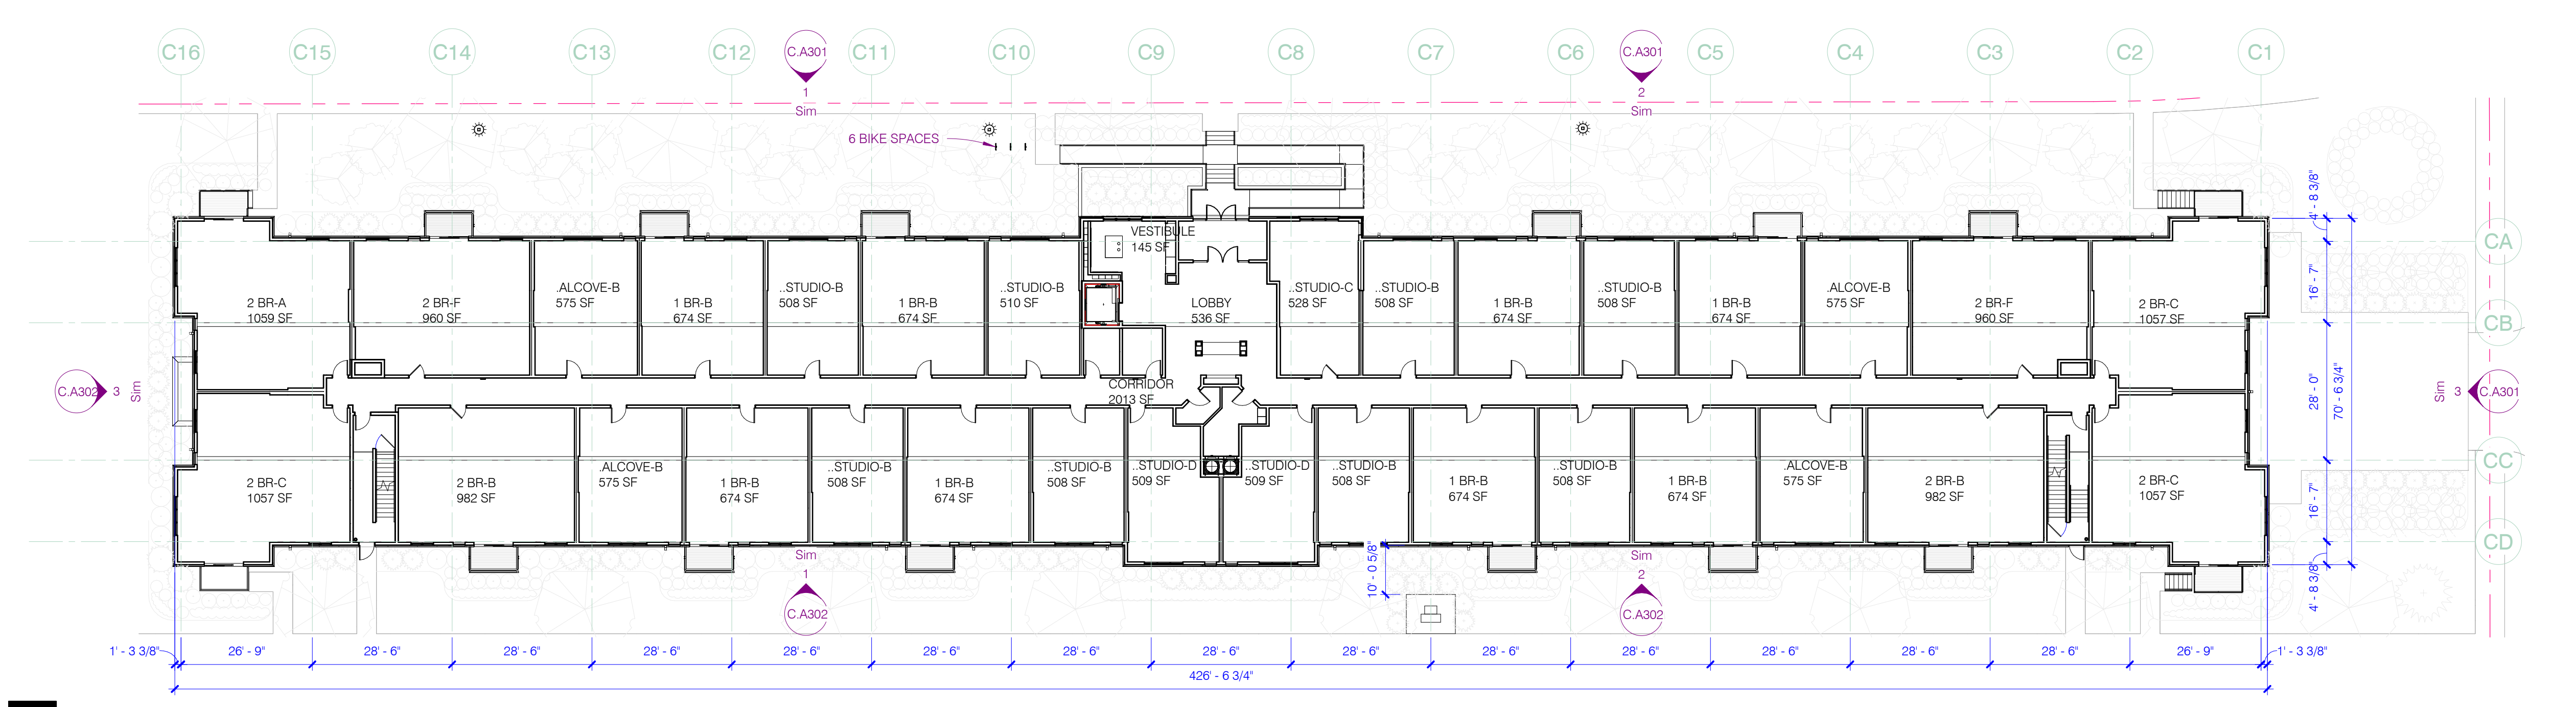 C16 C15 C14 C13 C12 C.A301 C11 C10 C9 C8 C7 C6 C.A301 C5 C4 C3 C2 C1
1 2
Sim Sim
6 BIKE SPACES
4' - 8 3/8"
VESTIBULE
145 SF
CA
16' - 7"
2 BR-A
1059 SF
2 BR-F
960 SF
.ALCOVE-B
575 SF
1 BR-B
674 SF
..STUDIO-B
508 SF
1 BR-B
674 SF
..STUDIO-B
510 SF
LOBBY
536 SF
..STUDIO-C
528 SF
..STUDIO-B
508 SF
1 BR-B
674 SF
..STUDIO-B
508 SF
1 BR-B
674 SF
.ALCOVE-B
575 SF
2 BR-F
960 SF
2 BR-C
1057 SF
CB
C.A302 3 Sim
CORRIDOR
2013 SF
28' - 0"
70' - 6 3/4"
Sim 3 C.A301
2 BR-C
1057 SF
2 BR-B
982 SF
.ALCOVE-B
575 SF
1 BR-B
674 SF
..STUDIO-B
508 SF
1 BR-B
674 SF
..STUDIO-B
508 SF
..STUDIO-D
509 SF
..STUDIO-D
509 SF
..STUDIO-B
508 SF
1 BR-B
674 SF
..STUDIO-B
508 SF
1 BR-B
674 SF
.ALCOVE-B
575 SF
2 BR-B
982 SF
2 BR-C
1057 SF
CC
16' - 7"
CD
Sim Sim
1 2
C.A302 C.A302
10' - 0 5/8"
4' - 8 3/8"
1' - 3 3/8" 26' - 9" 28' - 6" 28' - 6" 28' - 6" 28' - 6" 28' - 6" 28' - 6" 28' - 6" 28' - 6" 28' - 6" 28' - 6" 28' - 6" 28' - 6" 28' - 6" 26' - 9" 1' - 3 3/8"
426' - 6 3/4"